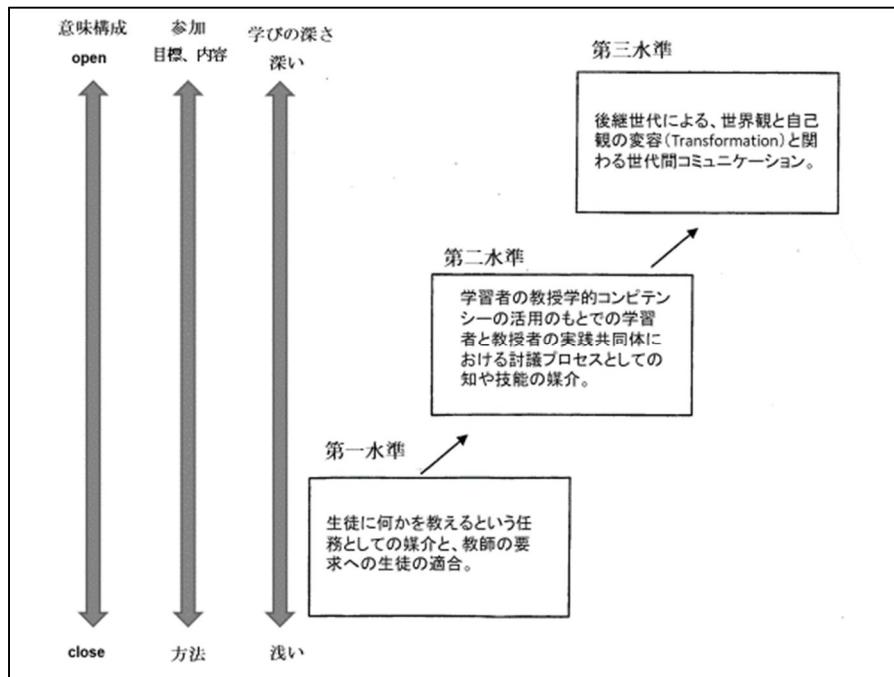 意味構成
open
参加
目標、内容
学びの深さ
深い
第三水準
後継世代による、世界観と自己
観の変容(Transformation)と関
わる世代間コミュニケーション。
第二水準
学習者の教授学的コンピテン
シーの活用のもとでの学習
者と教授者の実践共同体に
おける討議プロセスとしての
知や技能の媒介。
第一水準
生徒に何かを教えるという任
務としての媒介と、教師の要
求への生徒の適合。
close
方法
浅い